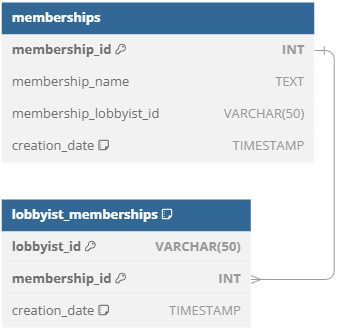 memberships
membership_id INT
membership_name TEXT
membership_lobbyist_id VARCHAR(50)
creation_date TIMESTAMP
lobbyist_memberships
lobbyist_id VARCHAR(50)
membership_id INT
creation_date TIMESTAMP